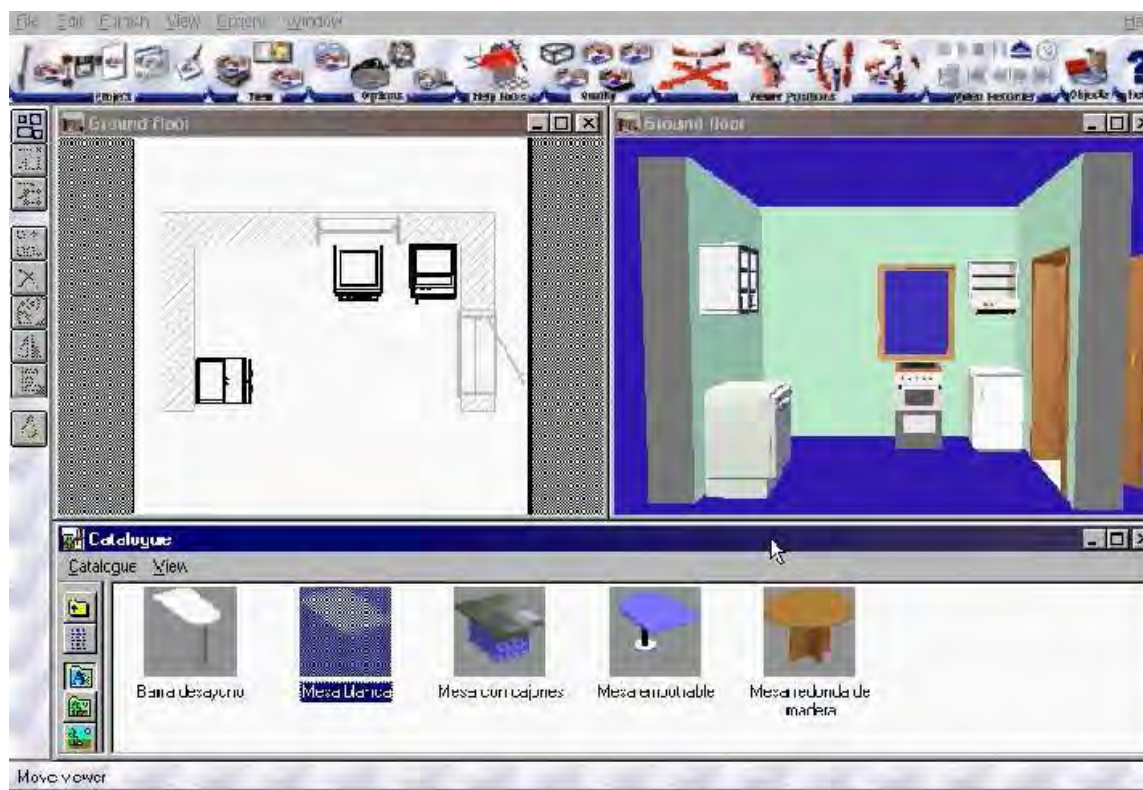 File Edit Furnish View Options Window
Project View Options Help Tools Quality Viewer Positions Video Recorder Objects
Ground floor
Ground floor
Catalogue
Catalogue View
Barra desayuno Mesa blanca Mesa con cajones Mesa empotrable Mesa redonda de
madera
Move viewer